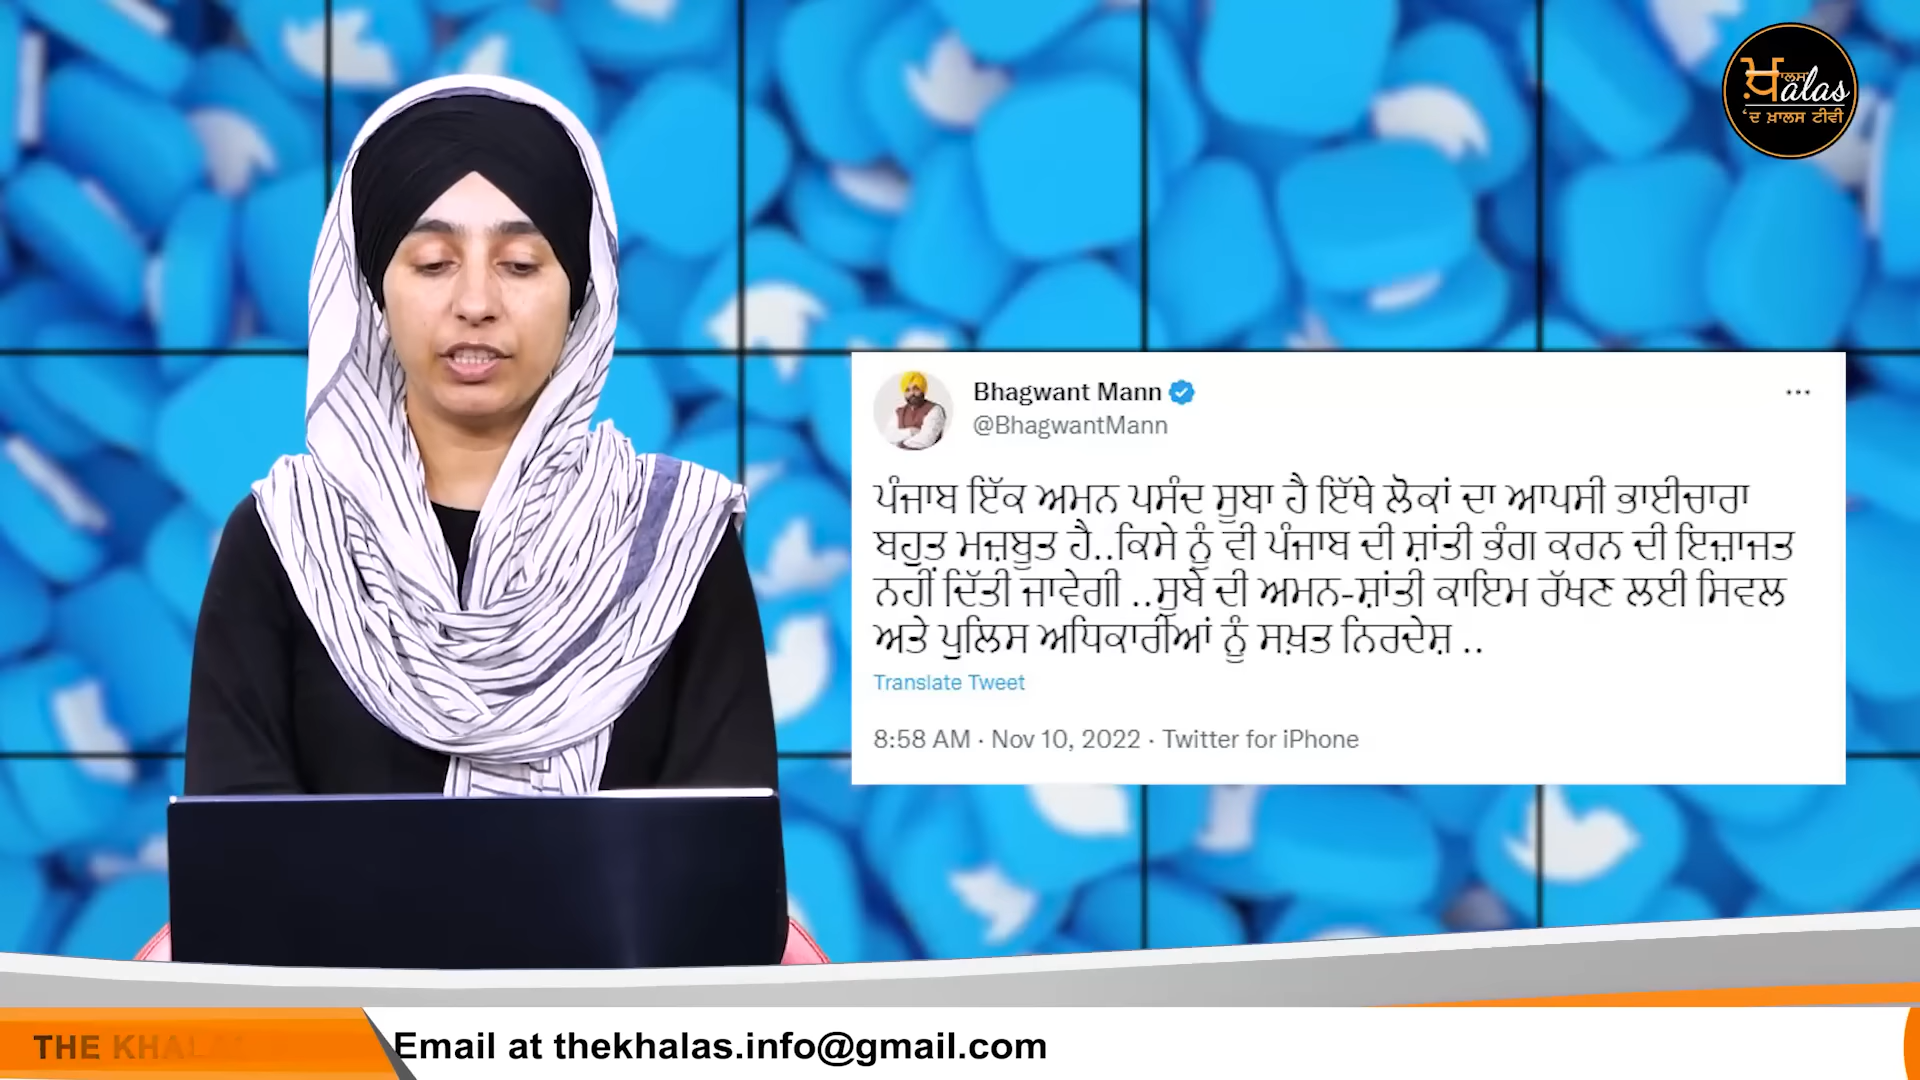 ਖ਼ਾਲਸ
alas
'ਦ ਖ਼ਾਲਸ ਟੀਵੀ
Bhagwant Mann
@BhagwantMann
ਪੰਜਾਬ ਇੱਕ ਅਮਨ ਪਸੰਦ ਸੂਬਾ ਹੈ ਇੱਥੇ ਲੋਕਾਂ ਦਾ ਆਪਸੀ ਭਾਈਚਾਰਾ
ਬਹੁਤ ਮਜ਼ਬੂਤ ਹੈ..ਕਿਸੇ ਨੂੰ ਵੀ ਪੰਜਾਬ ਦੀ ਸ਼ਾਂਤੀ ਭੰਗ ਕਰਨ ਦੀ ਇਜ਼ਾਜਤ
ਨਹੀਂ ਦਿੱਤੀ ਜਾਵੇਗੀ ..ਸੂਬੇ ਦੀ ਅਮਨ-ਸ਼ਾਂਤੀ ਕਾਇਮ ਰੱਖਣ ਲਈ ਸਿਵਲ
ਅਤੇ ਪੁਲਿਸ ਅਧਿਕਾਰੀਆਂ ਨੂੰ ਸਖ਼ਤ ਨਿਰਦੇਸ਼ ..
Translate Tweet
8:58 AM · Nov 10, 2022 · Twitter for iPhone
THE KHALAS
Email at thekhalas.info@gmail.com